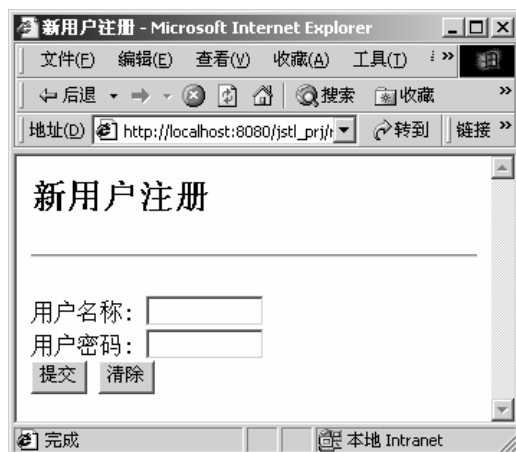 新用户注册 - Microsoft Internet Explorer
文件(F) 编辑(E) 查看(V) 收藏(A) 工具(T) »
后退 搜索 收藏 »
地址(D) http://localhost:8080/jstl_prj/ 转到 链接 »
新用户注册
用户名称:
用户密码:
提交 清除
完成 本地 Intranet